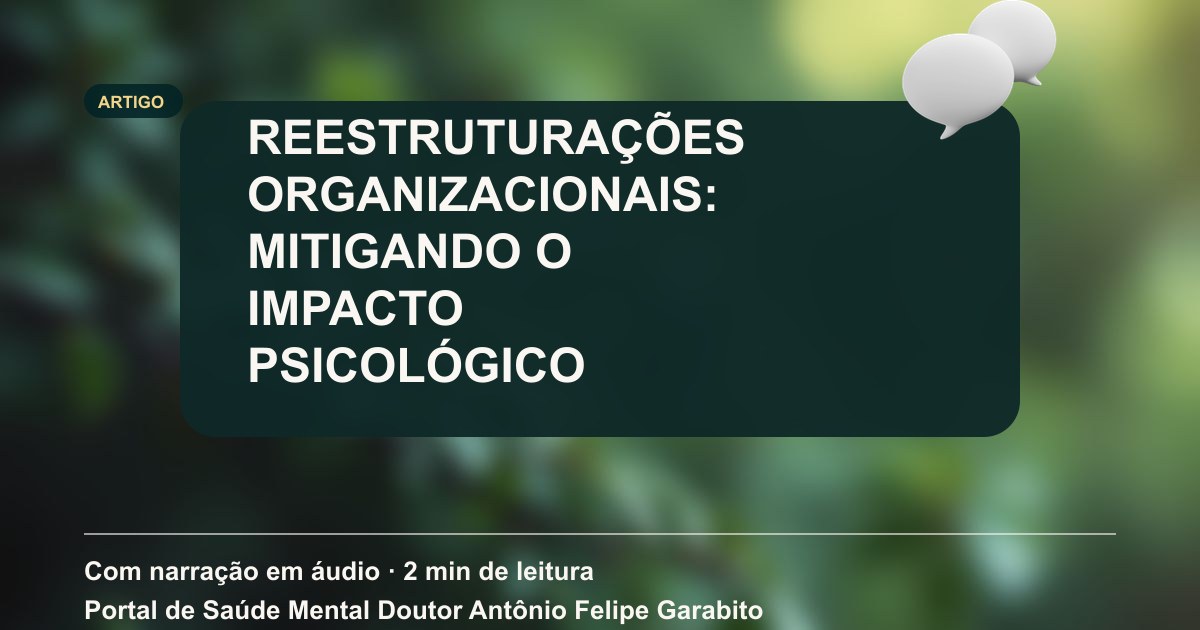 ARTIGO
REESTRUTURAÇÕES
ORGANIZACIONAIS:
MITIGANDO O
IMPACTO
PSICOLÓGICO
Com narração em áudio · 2 min de leitura
Portal de Saúde Mental Doutor Antônio Felipe Garabito